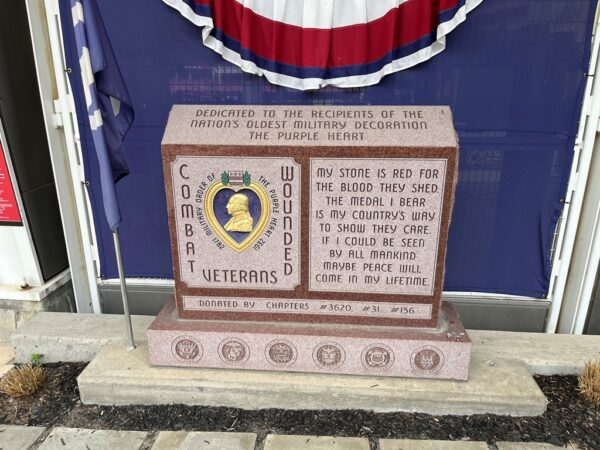 DEDICATED TO THE RECIPIENTS OF THE
NATION'S OLDEST MILITARY DECORATION
THE PURPLE HEART
COMBAT
WOUNDED
VETERANS
MILITARY ORDER OF THE PURPLE HEART
1782 1932
MY STONE IS RED FOR
THE BLOOD THEY SHED.
THE MEDAL I BEAR
IS MY COUNTRY'S WAY
TO SHOW THEY CARE.
IF I COULD BE SEEN
BY ALL MANKIND
MAYBE PEACE WILL
COME IN MY LIFETIME.
DONATED BY CHAPTERS #3620, #31, #156